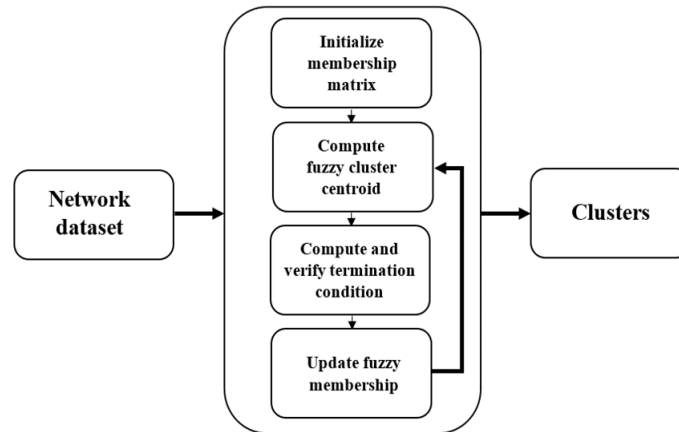 Network
dataset
Initialize
membership
matrix
Compute
fuzzy cluster
centroid
Compute and
verify termination
condition
Update fuzzy
membership
Clusters